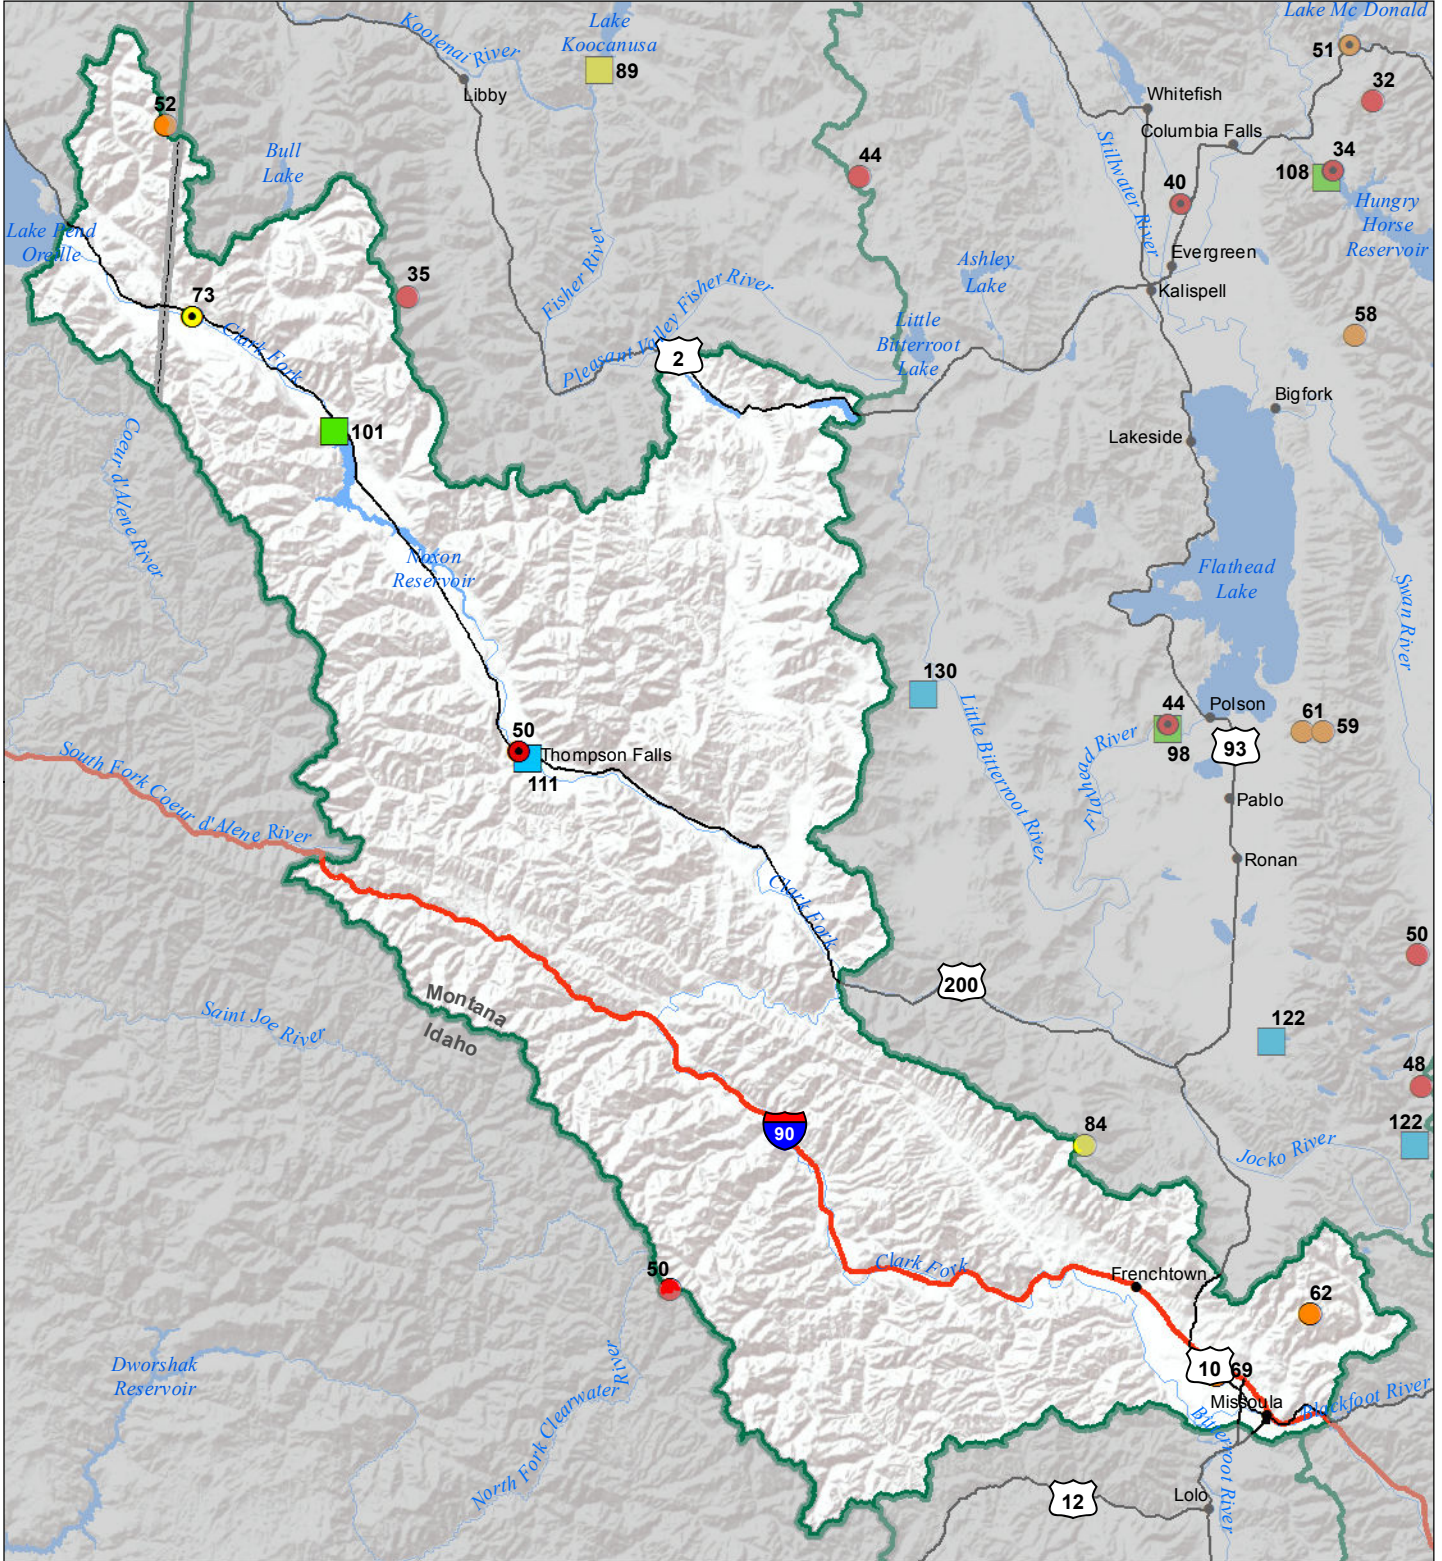 Lake Mc Donald
51
32
Kootenai River
Lake
Koocanusa
89
Libby
Whitefish
Columbia Falls
Stillwater River
52
Bull
Lake
44
34
108
40
Hungry
Horse
Reservoir
Lake Pend
Oreille
Evergreen
Ashley
Lake
Kalispell
35
73
Fisher River
Pleasant Valley Fisher River
Little
Bitterroot
Lake
58
Clark Fork
2
Bigfork
Lakeside
101
Coeur d'Alene River
Noxon
Reservoir
Flathead
Lake
Swan River
130
Little Bitterroot River
44
98
Polson
61
59
93
Flathead River
50
Thompson Falls
111
South Fork Coeur d'Alene River
Pablo
Ronan
Clark Fork
50
200
Montana
Idaho
Saint Joe River
122
48
122
84
90
Jocko River
Clark Fork
50
Frenchtown
62
10
69
Missoula
Blackfoot River
Dworshak
Reservoir
North Fork Clearwater
River
Bitterroot River
12
Lolo